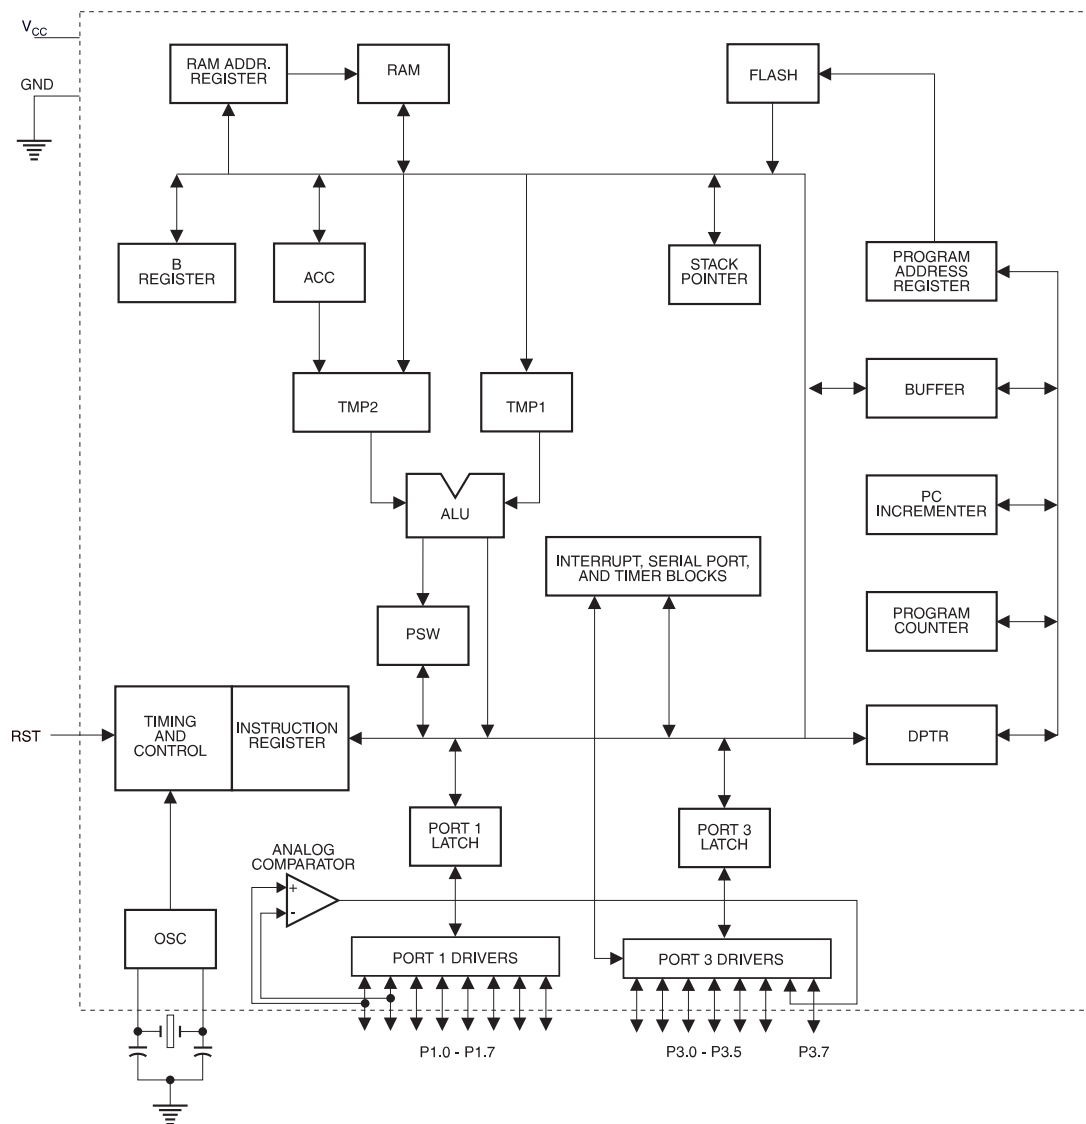 VCC
GND
RAM ADDR.
REGISTER
RAM
FLASH
B
REGISTER
ACC
STACK
POINTER
PROGRAM
ADDRESS
REGISTER
TMP2
TMP1
BUFFER
ALU
PC
INCREMENTER
INTERRUPT, SERIAL PORT,
AND TIMER BLOCKS
PSW
PROGRAM
COUNTER
RST
TIMING
AND
CONTROL
INSTRUCTION
REGISTER
DPTR
PORT 1
LATCH
PORT 3
LATCH
ANALOG
COMPARATOR
+
-
OSC
PORT 1 DRIVERS
PORT 3 DRIVERS
P1.0 - P1.7
P3.0 - P3.5
P3.7